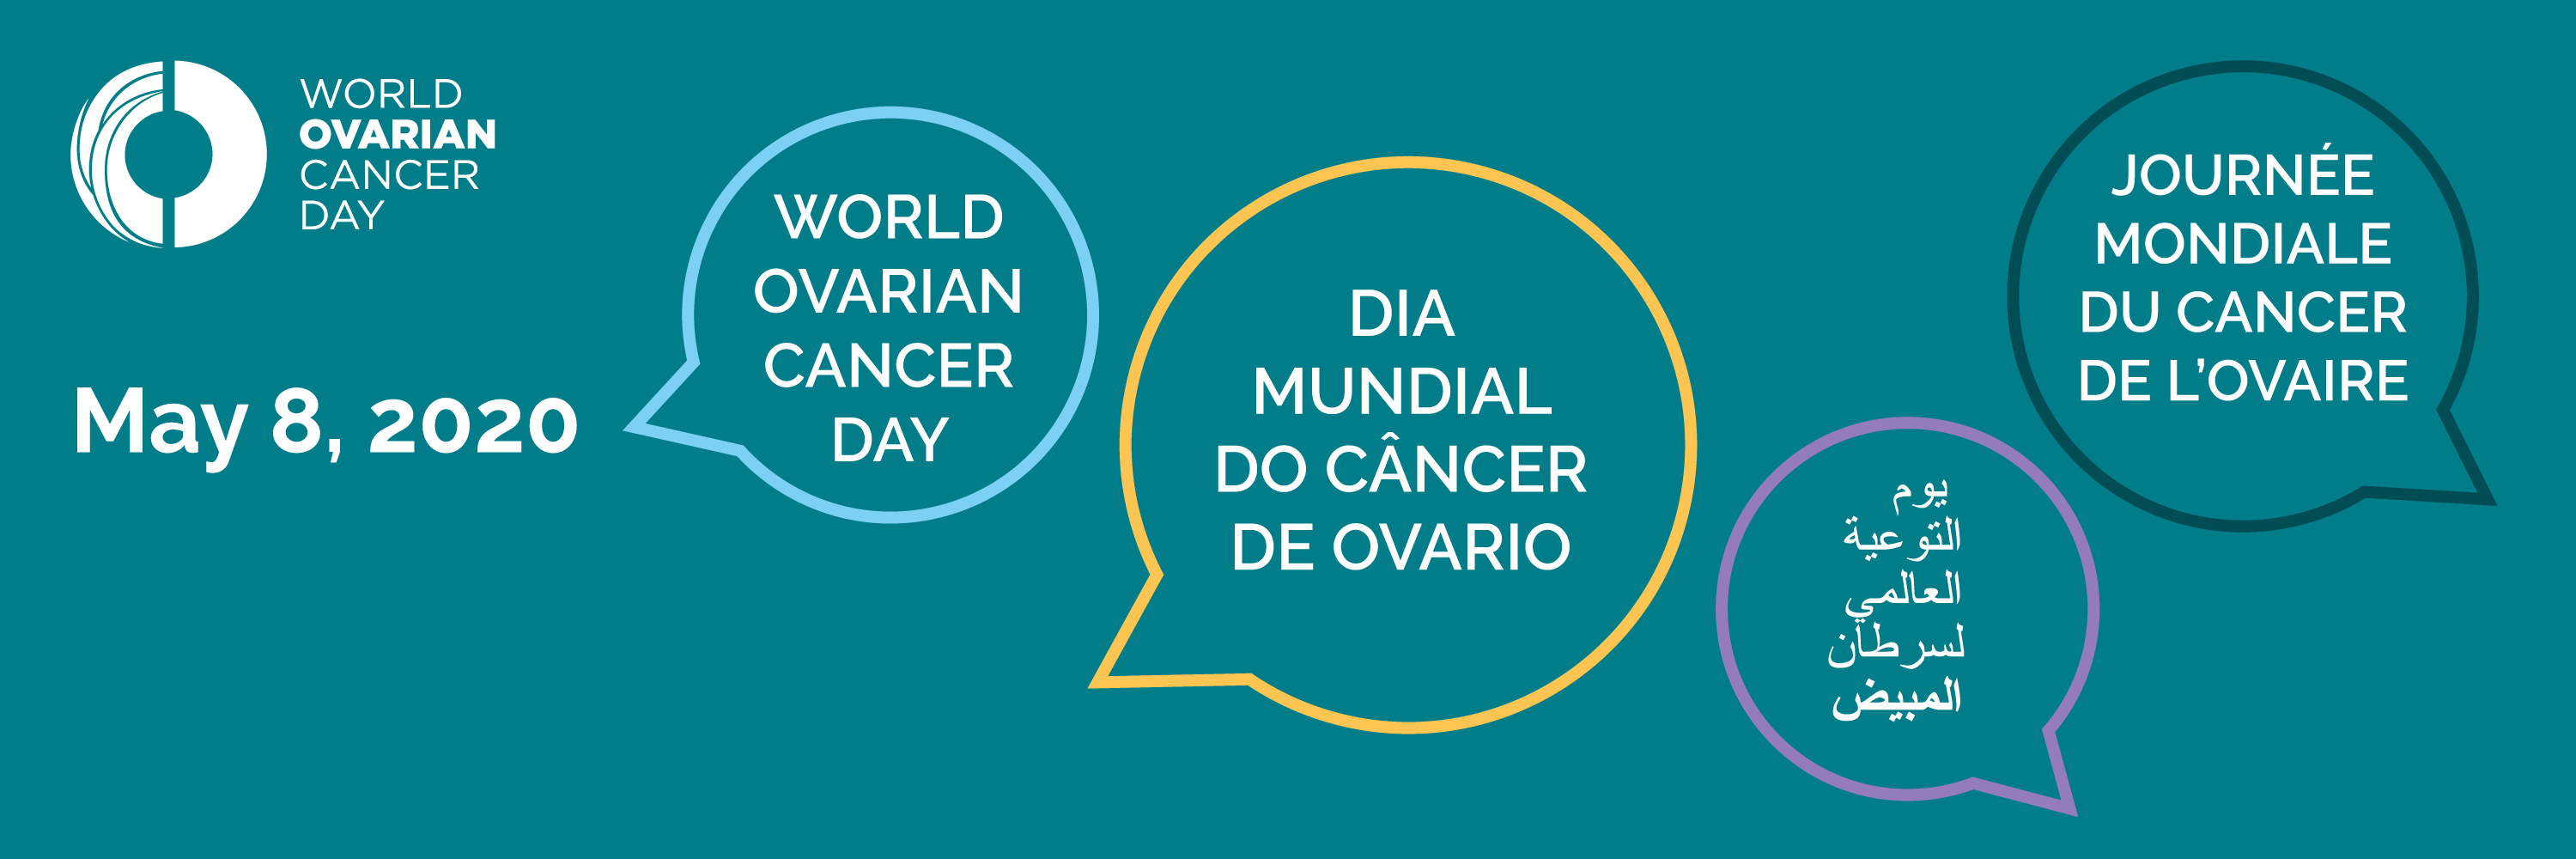 WORLD
OVARIAN
CANCER
DAY
May 8, 2020
WORLD
OVARIAN
CANCER
DAY
DIA
MUNDIAL
DO CÂNCER
DE OVARIO
يوم
التوعية
العالمي
لسرطان
المبيض
JOURNÉE
MONDIALE
DU CANCER
DE L’OVAIRE